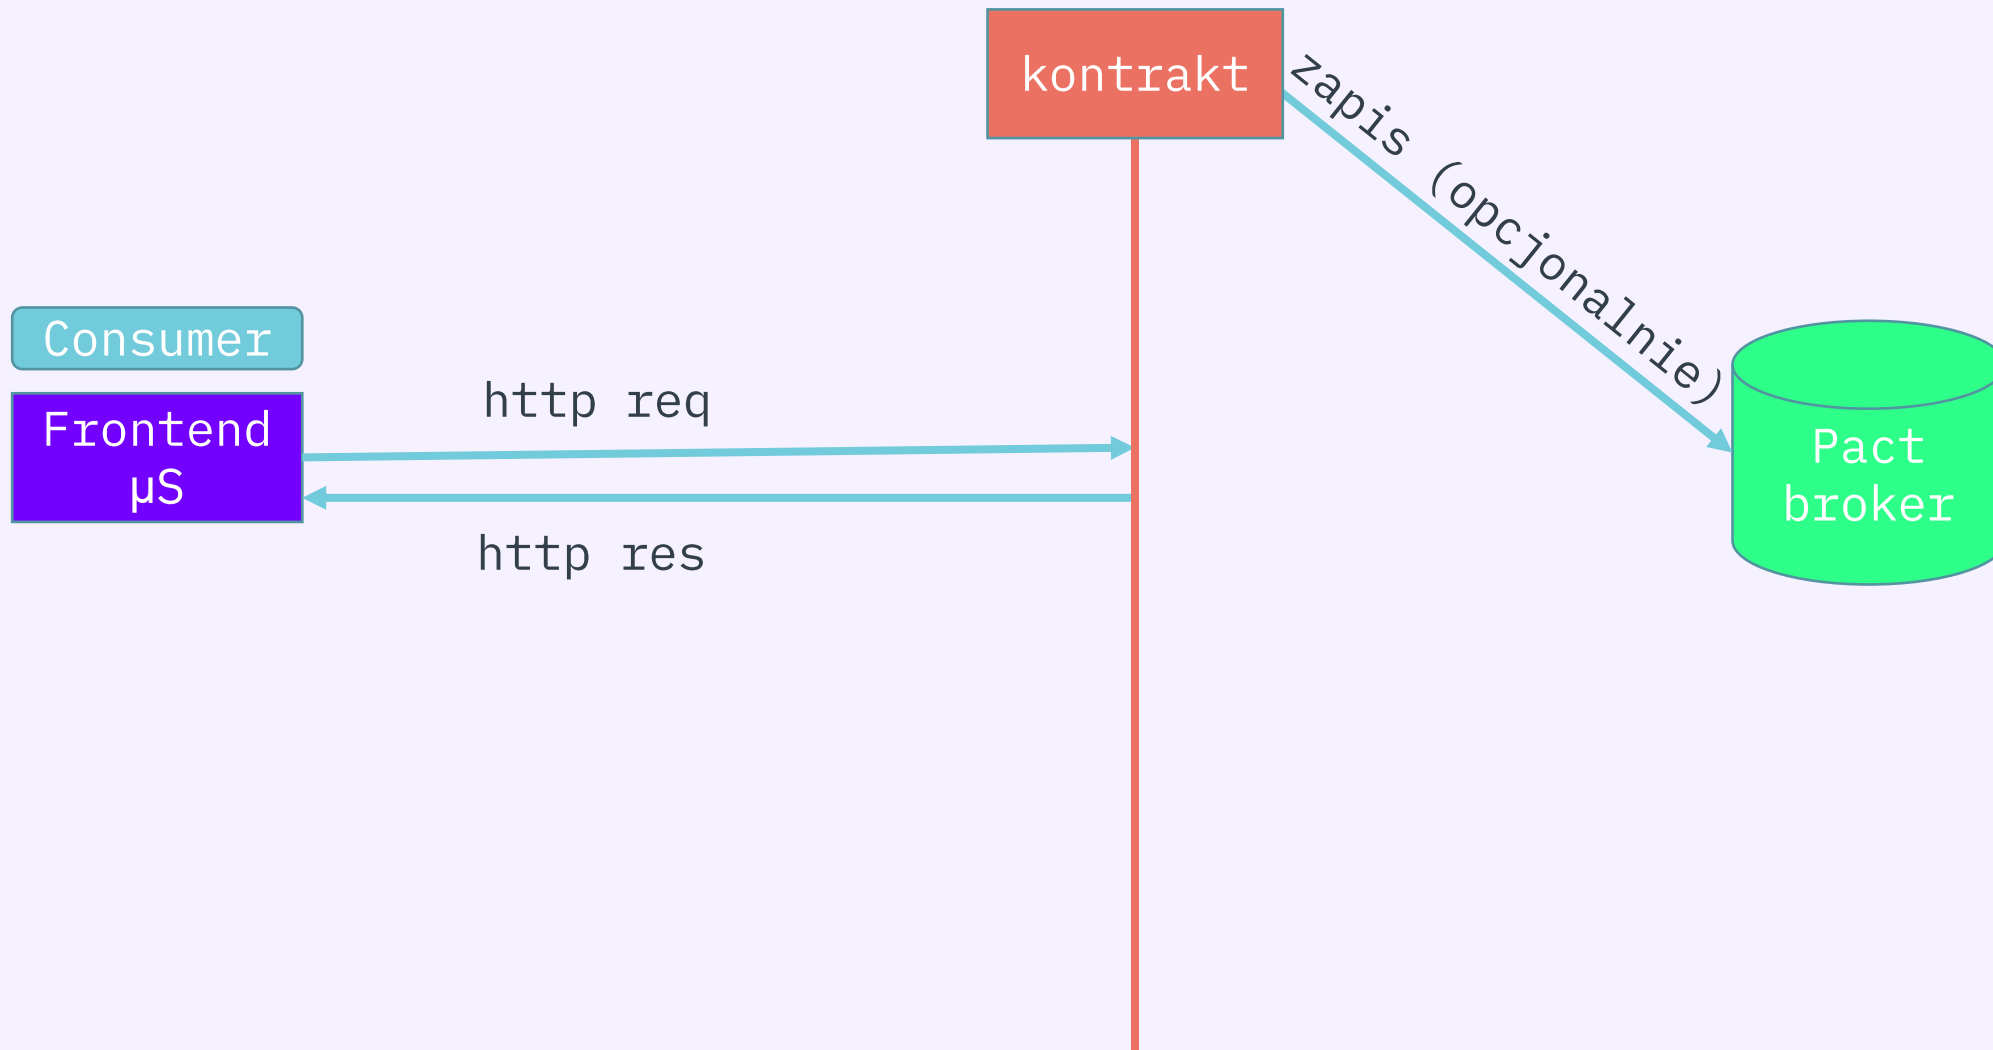 kontrakt
zapis (opcjonalnie)
Consumer
Frontend
µS
http req
http res
Pact
broker